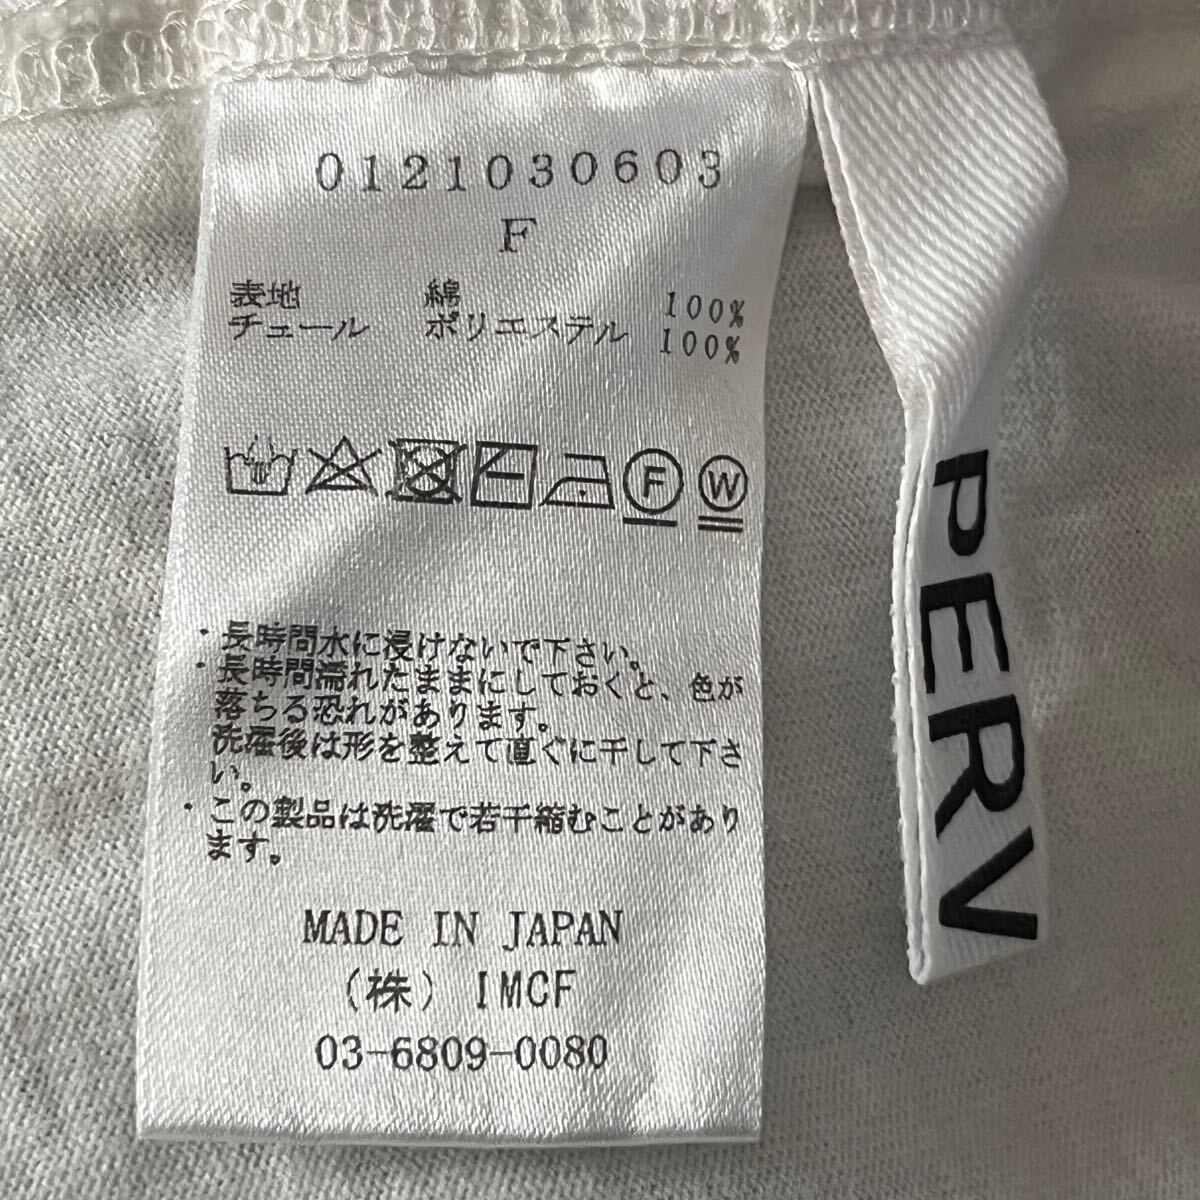 0121030603
F
表地 綿 100%
チュール ポリエステル 100%
F W
・長時間水に浸けないで下さい。
・長時間濡れたままにしておくと、色が
落ちる恐れがあります。
洗濯後は形を整えて直ぐに干して下さ
い。
・この製品は洗濯で若干縮むことがあり
ます。
MADE IN JAPAN
(株) IMCF
03-6809-0080
PERV